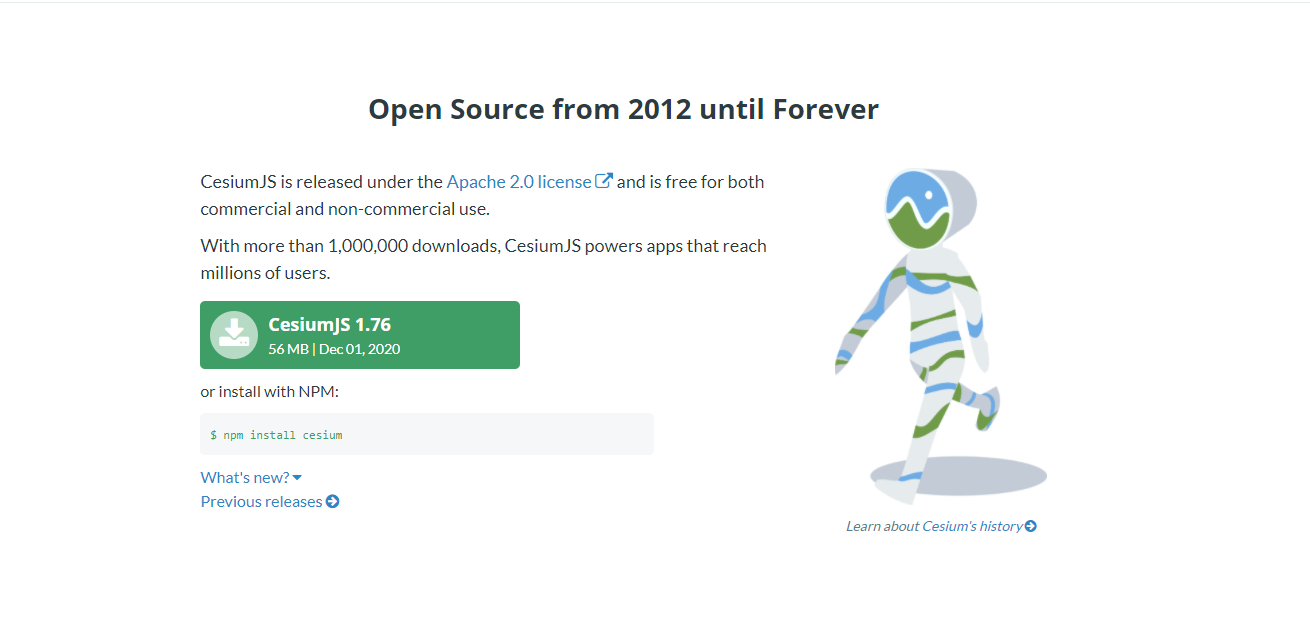 Open Source from 2012 until Forever
CesiumJS is released under the Apache 2.0 license and is free for both
commercial and non-commercial use.
With more than 1,000,000 downloads, CesiumJS powers apps that reach
millions of users.
CesiumJS 1.76
56 MB | Dec 01, 2020
or install with NPM:
$ npm install cesium
What's new?
Previous releases
Learn about Cesium's history